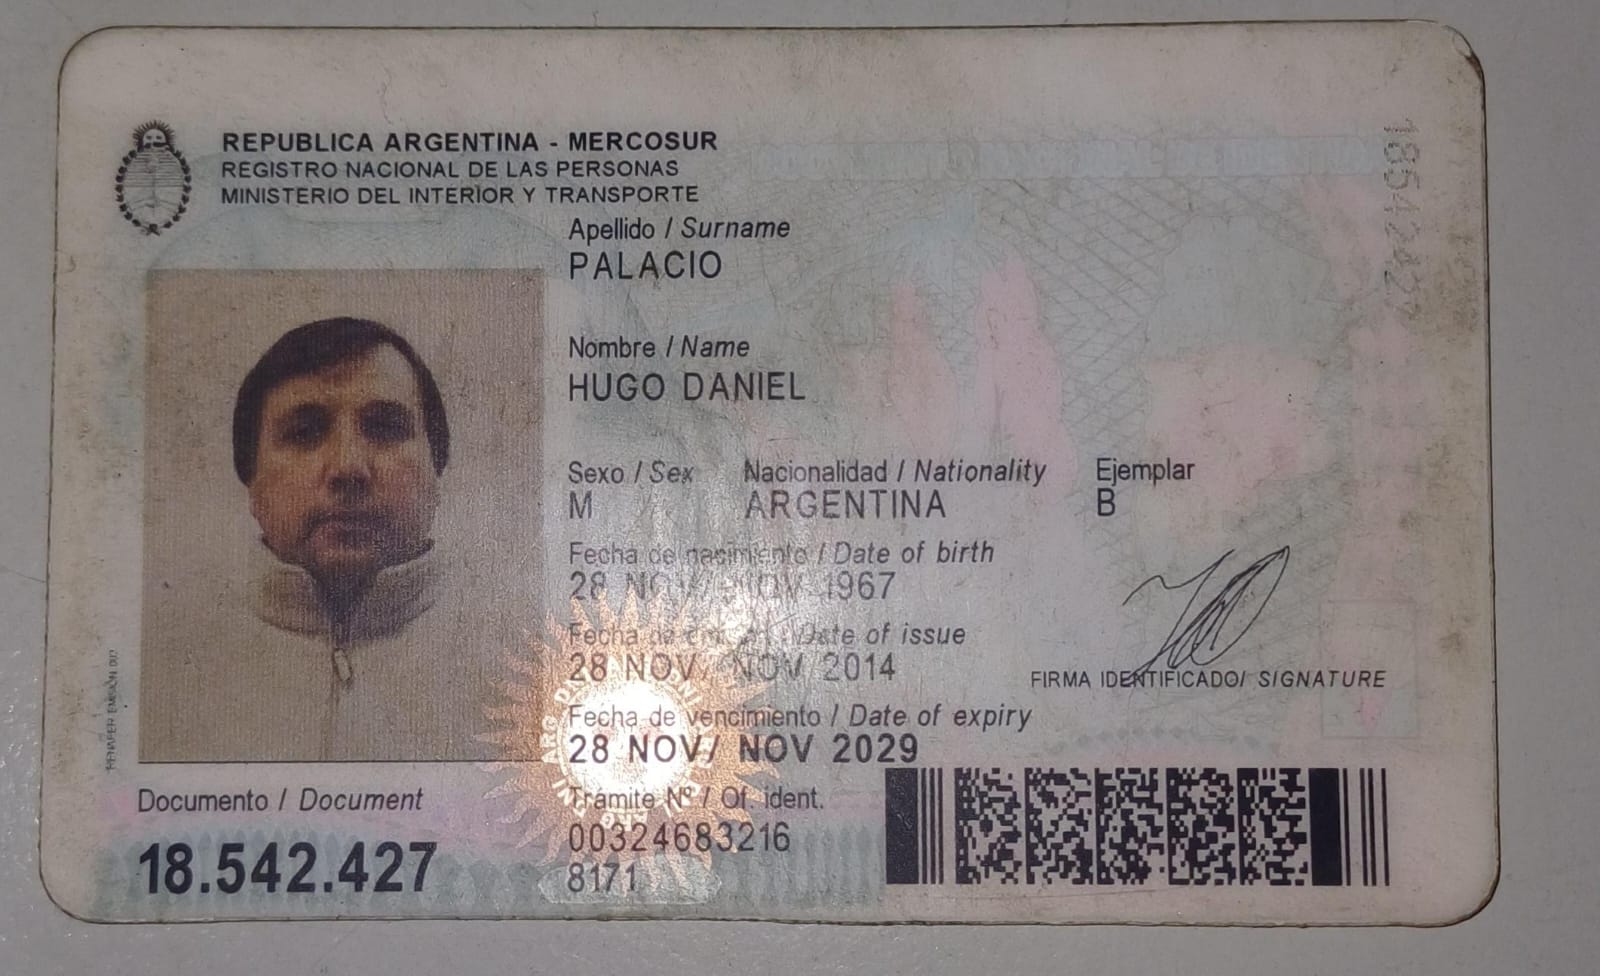 REPUBLICA ARGENTINA - MERCOSUR
REGISTRO NACIONAL DE LAS PERSONAS
MINISTERIO DEL INTERIOR Y TRANSPORTE
Apellido / Surname
PALACIO
Nombre / Name
HUGO DANIEL
Sexo / Sex Nacionalidad / Nationality Ejemplar
M ARGENTINA B
Fecha de nacimiento / Date of birth
28 NOV/ NOV 1967
Fecha de / Date of issue
28 NOV/ NOV 2014
FIRMA IDENTIFICADO/ SIGNATURE
Fecha de vencimiento / Date of expiry
28 NOV/ NOV 2029
Documento / Document
18.542.427
Trámite Nº / Of. ident.
00324683216
8171
18542427